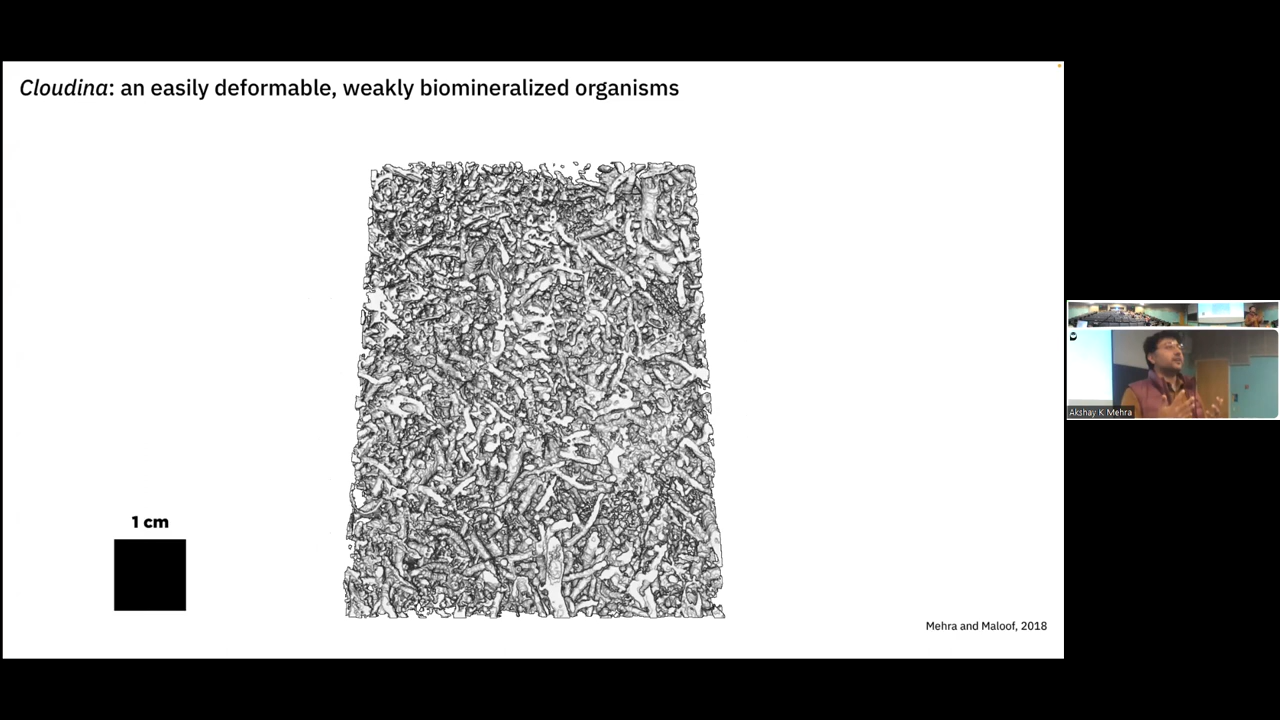 Cloudina: an easily deformable, weakly biomineralized organisms
1 cm
Mehra and Maloof, 2018
Akshay K Mehra